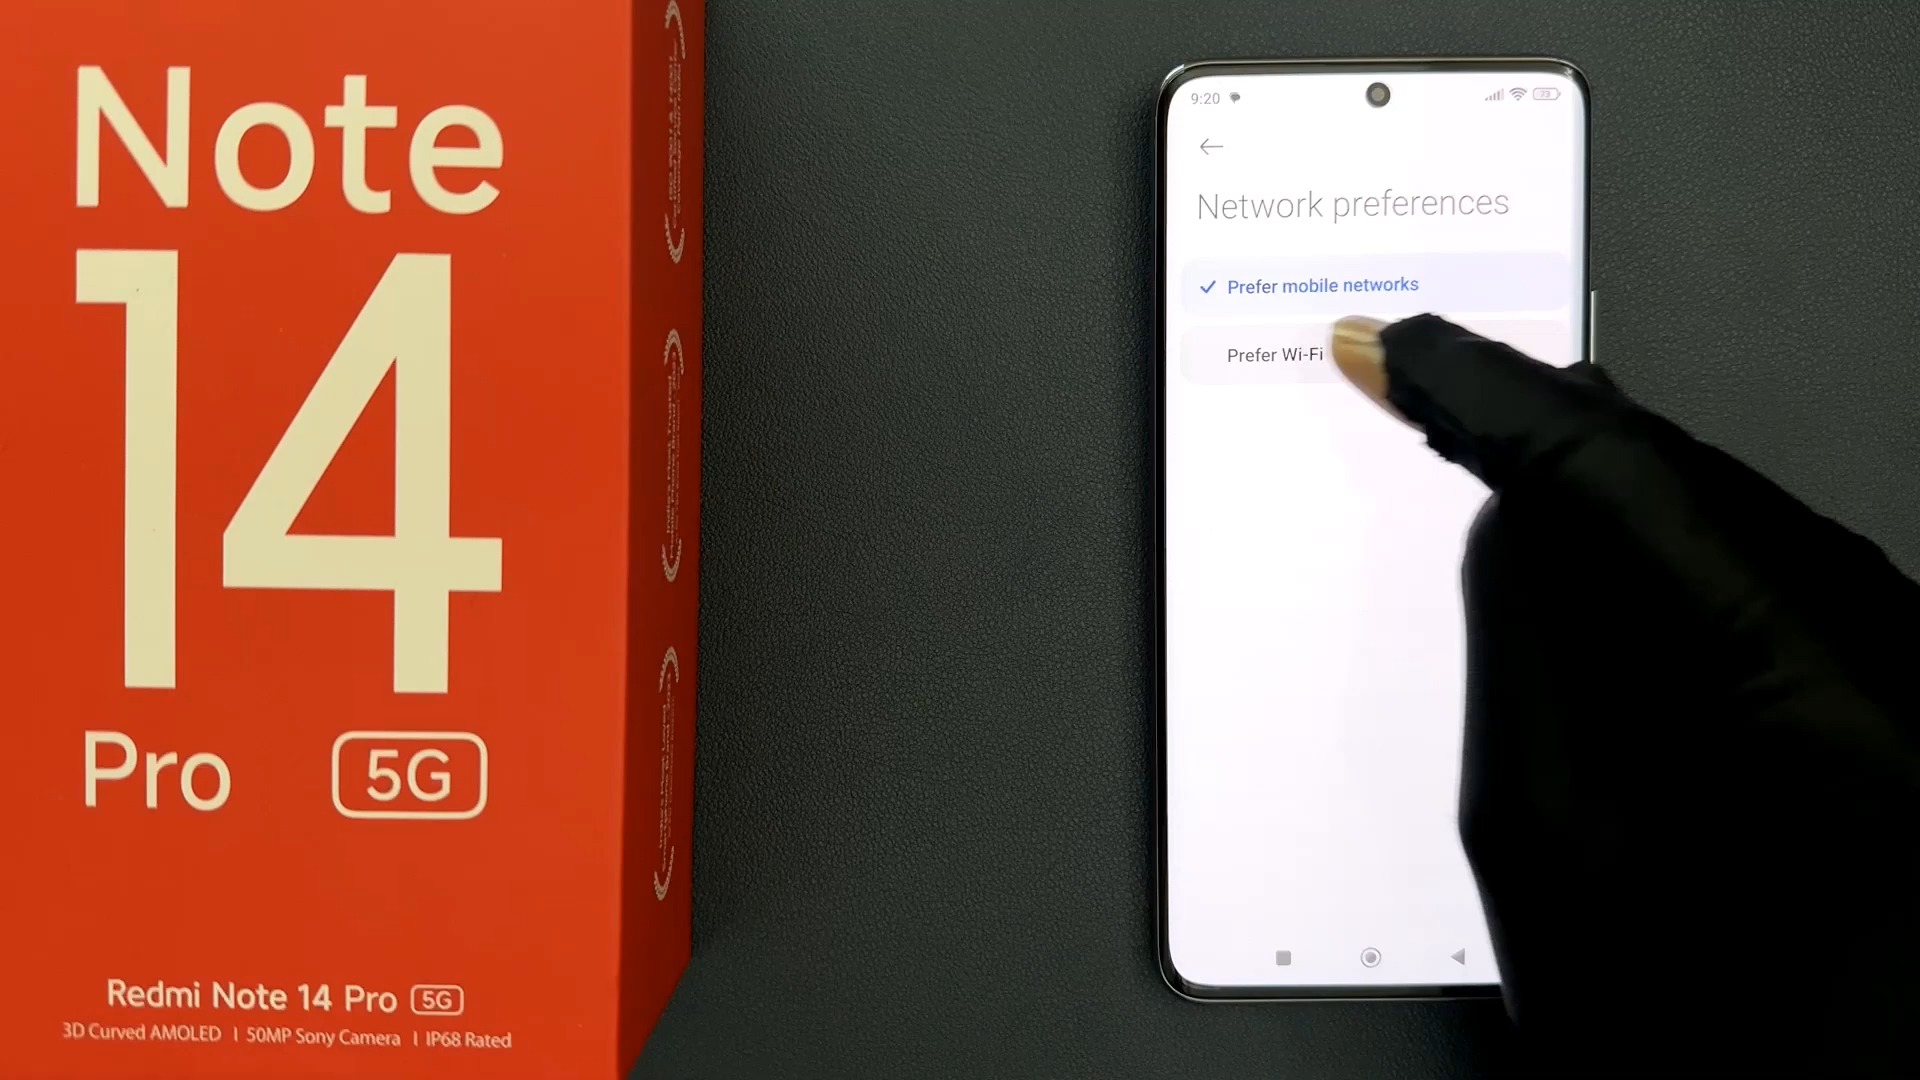 Note
14
Pro 5G
Redmi Note 14 Pro 5G
3D Curved AMOLED | 50MP Sony Camera | IP68 Rated
9:20
73
Network preferences
Prefer mobile networks
Prefer Wi-Fi